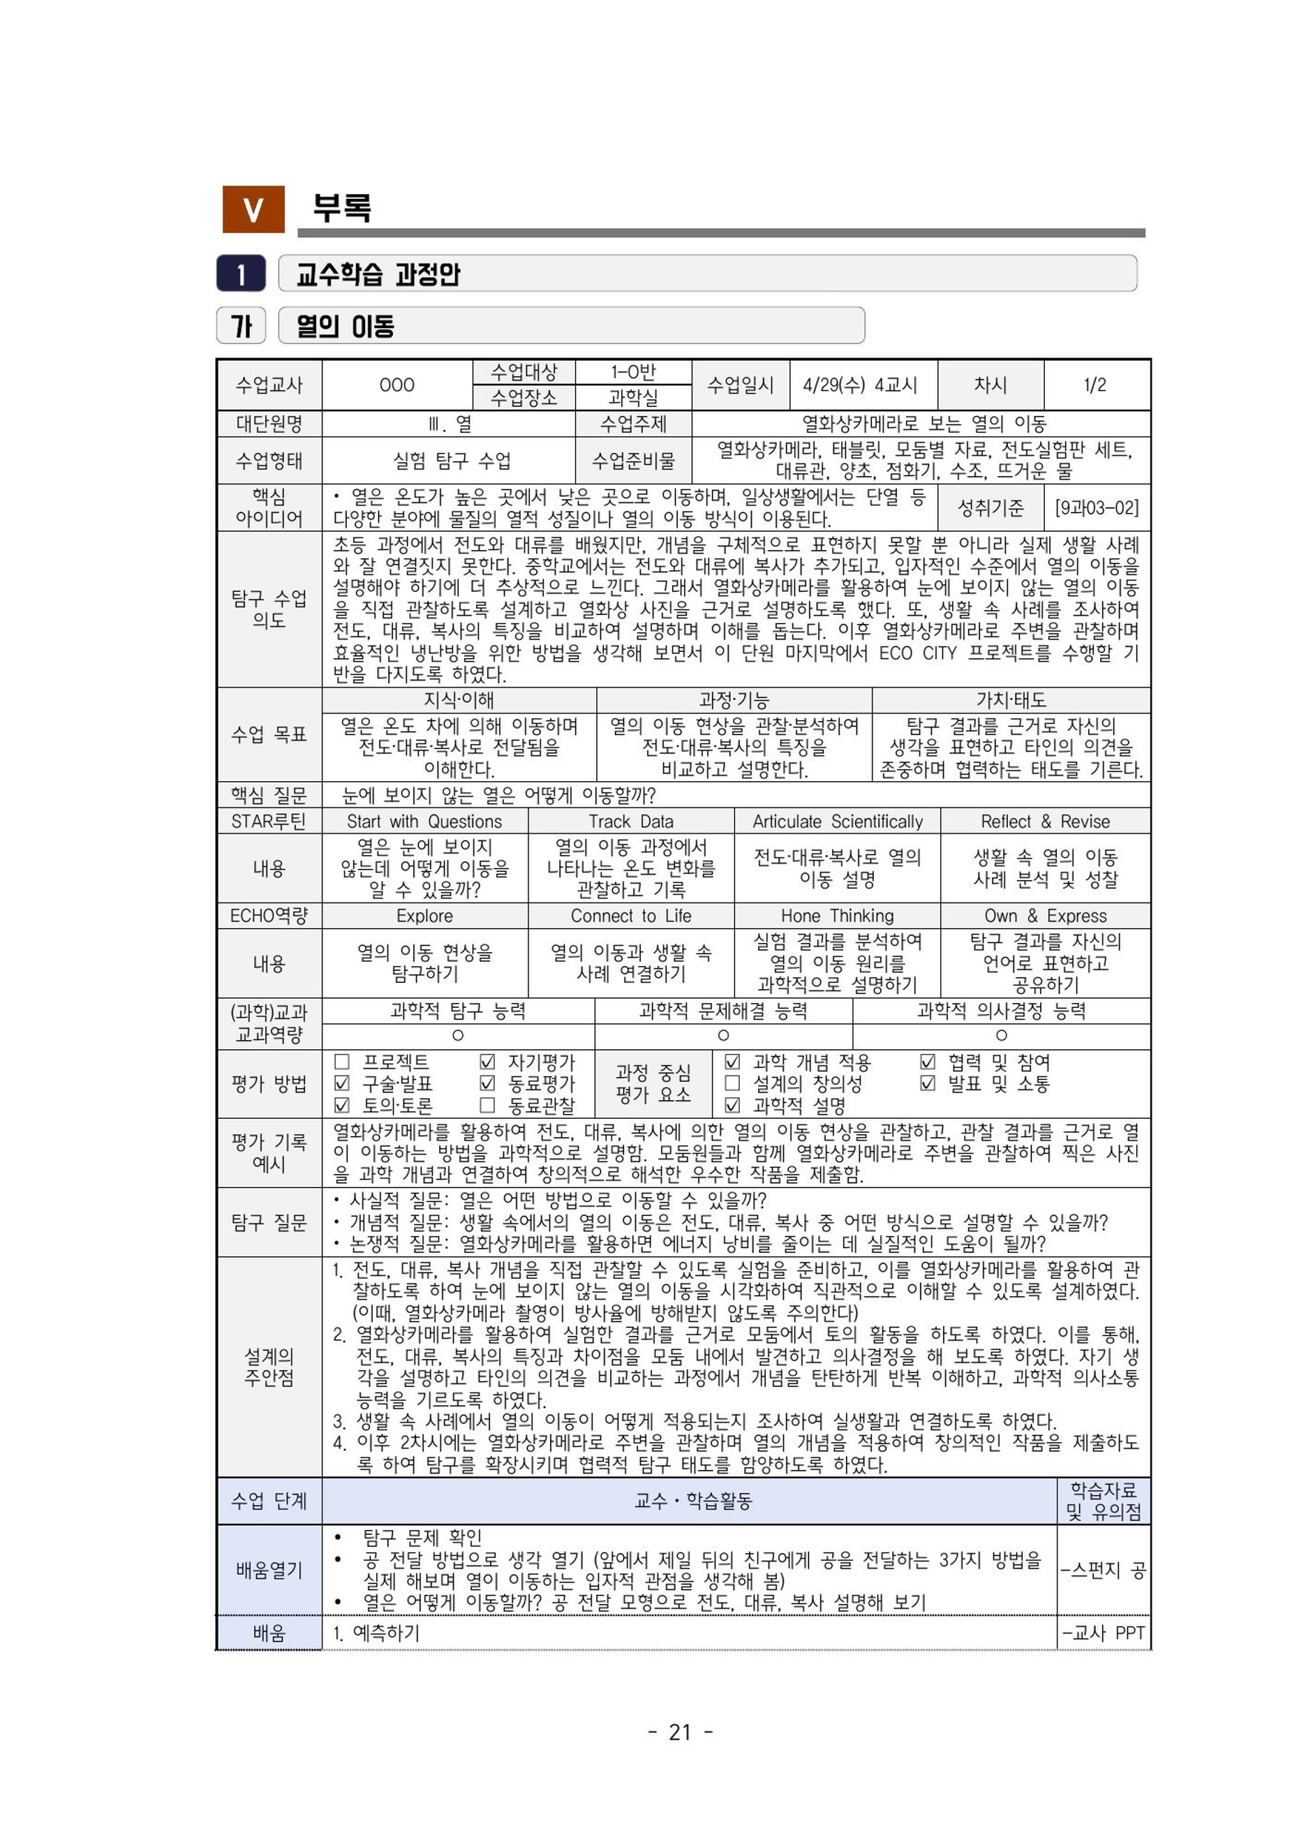 V 부록
1 교수학습 과정안
가 열의 이동
수업교사 OOO 수업대상 1-O반 수업일시 4/29(수) 4교시 차시 1/2
수업장소 과학실
대단원명 Ⅲ. 열 수업주제 열화상카메라로 보는 열의 이동
수업형태 실험 탐구 수업 수업준비물 열화상카메라, 태블릿, 모둠별 자료, 전도실험판 세트,
대류관, 양초, 점화기, 수조, 뜨거운 물
핵심
아이디어
• 열은 온도가 높은 곳에서 낮은 곳으로 이동하며, 일상생활에서는 단열 등
다양한 분야에 물질의 열적 성질이나 열의 이동 방식이 이용된다.
성취기준 [9과03-02]
탐구 수업
의도
초등 과정에서 전도와 대류를 배웠지만, 개념을 구체적으로 표현하지 못할 뿐 아니라 실제 생활 사례
와 잘 연결짓지 못한다. 중학교에서는 전도와 대류에 복사가 추가되고, 입자적인 수준에서 열의 이동을
설명해야 하기에 더 추상적으로 느낀다. 그래서 열화상카메라를 활용하여 눈에 보이지 않는 열의 이동
을 직접 관찰하도록 설계하고 열화상 사진을 근거로 설명하도록 했다. 또, 생활 속 사례를 조사하여
전도, 대류, 복사의 특징을 비교하여 설명하며 이해를 돕는다. 이후 열화상카메라로 주변을 관찰하며
효율적인 냉난방을 위한 방법을 생각해 보면서 이 단원 마지막에서 ECO CITY 프로젝트를 수행할 기
반을 다지도록 하였다.
수업 목표
지식·이해 과정·기능 가치·태도
열은 온도 차에 의해 이동하며
전도·대류·복사로 전달됨을
이해한다.
열의 이동 현상을 관찰·분석하여
전도·대류·복사의 특징을
비교하고 설명한다.
탐구 결과를 근거로 자신의
생각을 표현하고 타인의 의견을
존중하며 협력하는 태도를 기른다.
핵심 질문 눈에 보이지 않는 열은 어떻게 이동할까?
STAR루틴 Start with Questions Track Data Articulate Scientifically Reflect & Revise
내용
열은 눈에 보이지
않는데 어떻게 이동을
알 수 있을까?
열의 이동 과정에서
나타나는 온도 변화를
관찰하고 기록
전도·대류·복사로 열의
이동 설명
생활 속 열의 이동
사례 분석 및 성찰
ECHO역량 Explore Connect to Life Hone Thinking Own & Express
내용
열의 이동 현상을
탐구하기
열의 이동과 생활 속
사례 연결하기
실험 결과를 분석하여
열의 이동 원리를
과학적으로 설명하기
탐구 결과를 자신의
언어로 표현하고
공유하기
(과학)교과
교과역량
과학적 탐구 능력 과학적 문제해결 능력 과학적 의사결정 능력
○ ○ ○
평가 방법
☐ 프로젝트 ☑ 자기평가
☑ 구술·발표 ☑ 동료평가
☑ 토의·토론 ☐ 동료관찰
과정 중심
평가 요소
☑ 과학 개념 적용 ☑ 협력 및 참여
☐ 설계의 창의성 ☑ 발표 및 소통
☑ 과학적 설명
평가 기록
예시
열화상카메라를 활용하여 전도, 대류, 복사에 의한 열의 이동 현상을 관찰하고, 관찰 결과를 근거로 열
이 이동하는 방법을 과학적으로 설명함. 모둠원들과 함께 열화상카메라로 주변을 관찰하여 찍은 사진
을 과학 개념과 연결하여 창의적으로 해석한 우수한 작품을 제출함.
탐구 질문
• 사실적 질문: 열은 어떤 방법으로 이동할 수 있을까?
• 개념적 질문: 생활 속에서의 열의 이동은 전도, 대류, 복사 중 어떤 방식으로 설명할 수 있을까?
• 논쟁적 질문: 열화상카메라를 활용하면 에너지 낭비를 줄이는 데 실질적인 도움이 될까?
설계의
주안점
1. 전도, 대류, 복사 개념을 직접 관찰할 수 있도록 실험을 준비하고, 이를 열화상카메라를 활용하여 관
찰하도록 하여 눈에 보이지 않는 열의 이동을 시각화하여 직관적으로 이해할 수 있도록 설계하였다.
(이때, 열화상카메라 촬영이 방사율에 방해받지 않도록 주의한다)
2. 열화상카메라를 활용하여 실험한 결과를 근거로 모둠에서 토의 활동을 하도록 하였다. 이를 통해,
전도, 대류, 복사의 특징과 차이점을 모둠 내에서 발견하고 의사결정을 해 보도록 하였다. 자기 생
각을 설명하고 타인의 의견을 비교하는 과정에서 개념을 탄탄하게 반복 이해하고, 과학적 의사소통
능력을 기르도록 하였다.
3. 생활 속 사례에서 열의 이동이 어떻게 적용되는지 조사하여 실생활과 연결하도록 하였다.
4. 이후 2차시에는 열화상카메라로 주변을 관찰하며 열의 개념을 적용하여 창의적인 작품을 제출하도
록 하여 탐구를 확장시키며 협력적 탐구 태도를 함양하도록 하였다.
수업 단계 교수·학습활동 학습자료
및 유의점
배움열기
• 탐구 문제 확인
• 공 전달 방법으로 생각 열기 (앞에서 제일 뒤의 친구에게 공을 전달하는 3가지 방법을
실제 해보며 열이 이동하는 입자적 관점을 생각해 봄)
• 열은 어떻게 이동할까? 공 전달 모형으로 전도, 대류, 복사 설명해 보기
-스펀지 공
배움 1. 예측하기 -교사 PPT
- 21 -